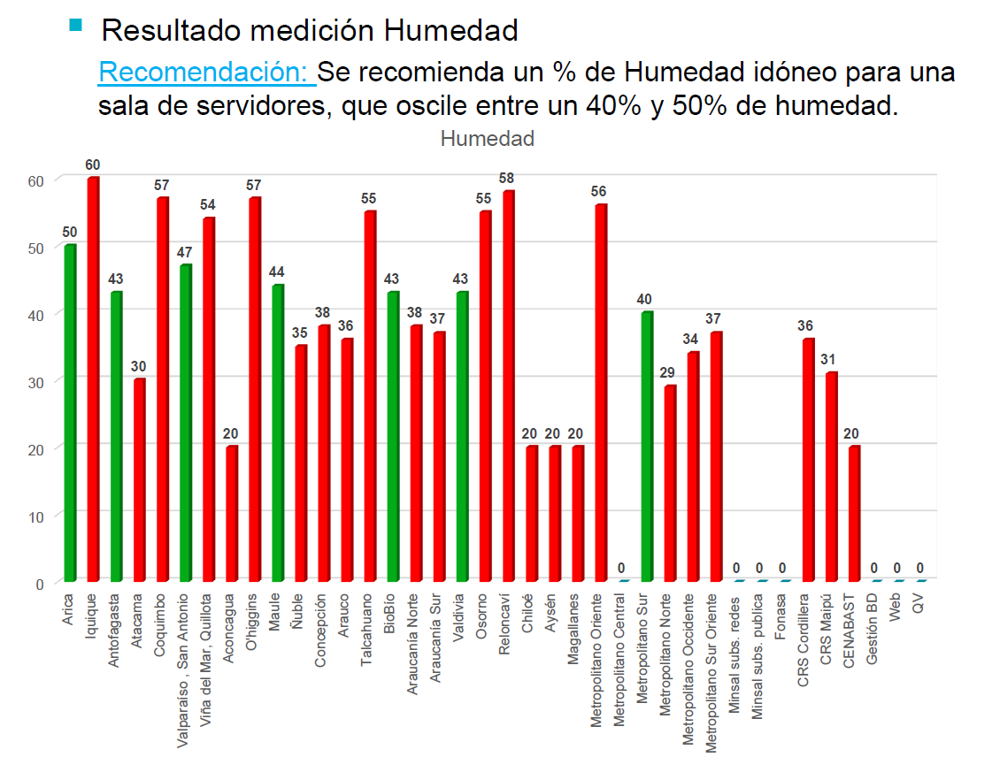 Resultado medición Humedad
Recomendación: Se recomienda un % de Humedad idóneo para una
sala de servidores, que oscile entre un 40% y 50% de humedad.
Humedad
60
50
40
30
20
10
0
50
60
43
30
57
47
54
20
57
44
35
38
36
55
43
38
37
43
55
58
20
20
20
56
0
40
29
34
37
0
0
0
36
31
20
0
0
0
Arica
Iquique
Antofagasta
Atacama
Coquimbo
Valparaíso , San Antonio
Viña del Mar, Quillota
Aconcagua
O'higgins
Maule
Ñuble
Concepción
Arauco
Talcahuano
BioBío
Araucanía Norte
Araucanía Sur
Valdivia
Osorno
Reloncaví
Chiloé
Aysén
Magallanes
Metropolitano Oriente
Metropolitano Central
Metropolitano Sur
Metropolitano Norte
Metropolitano Occidente
Metropolitano Sur Oriente
Minsal subs. redes
Minsal subs. publica
Fonasa
CRS Cordillera
CRS Maipú
CENABAST
Gestión BD
Web
QV